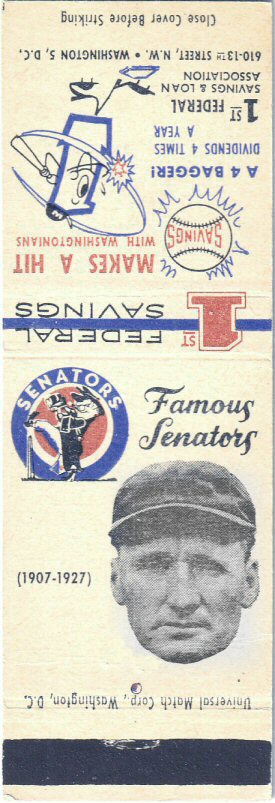 Close Cover Before Striking
610-13TH STREET, N.W. • WASHINGTON 5, D.C.
1ST FEDERAL
SAVINGS & LOAN
ASSOCIATION
A 4 BAGGER!
DIVIDENDS 4 TIMES
A YEAR
SAVINGS
MAKES A HIT
WITH WASHINGTONIANS
1ST FEDERAL
SAVINGS
SENATORS
Famous
Senators
(1907-1927)
Universal Match Corp., Washington, D.C.